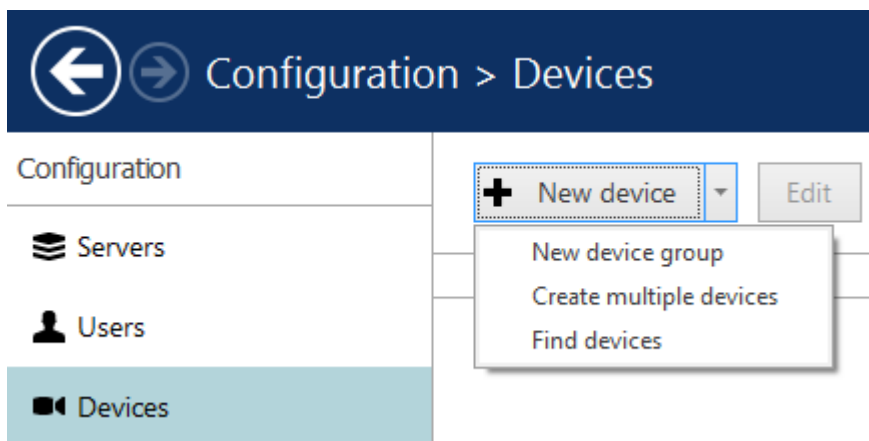 Configuration > Devices
Configuration
New device
Edit
Servers
New device group
Create multiple devices
Users
Find devices
Devices